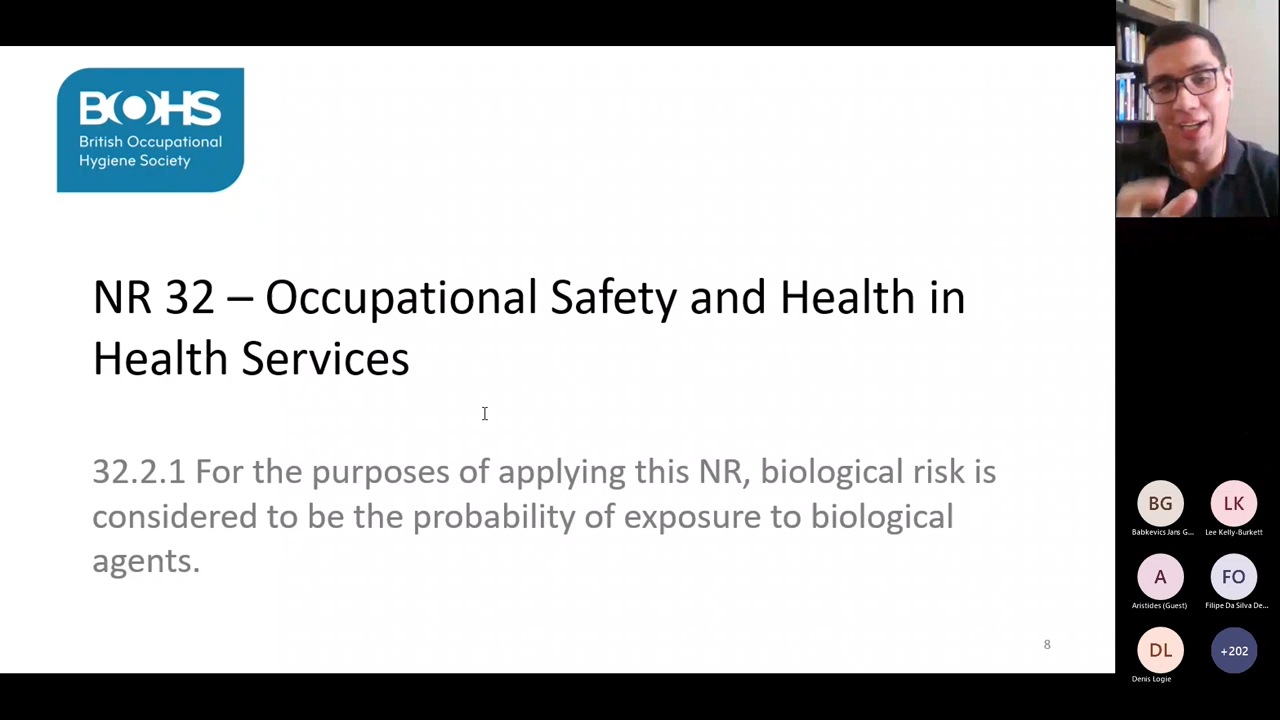 BOHS
British Occupational
Hygiene Society
NR 32 – Occupational Safety and Health in
Health Services
32.2.1 For the purposes of applying this NR, biological risk is
considered to be the probability of exposure to biological
agents.
8
BG
LK
Babkevics Jans G...
Lee Kelly-Burkett
A
FO
Aristides (Guest)
Filipe Da Silva De...
DL
+202
Denis Logie